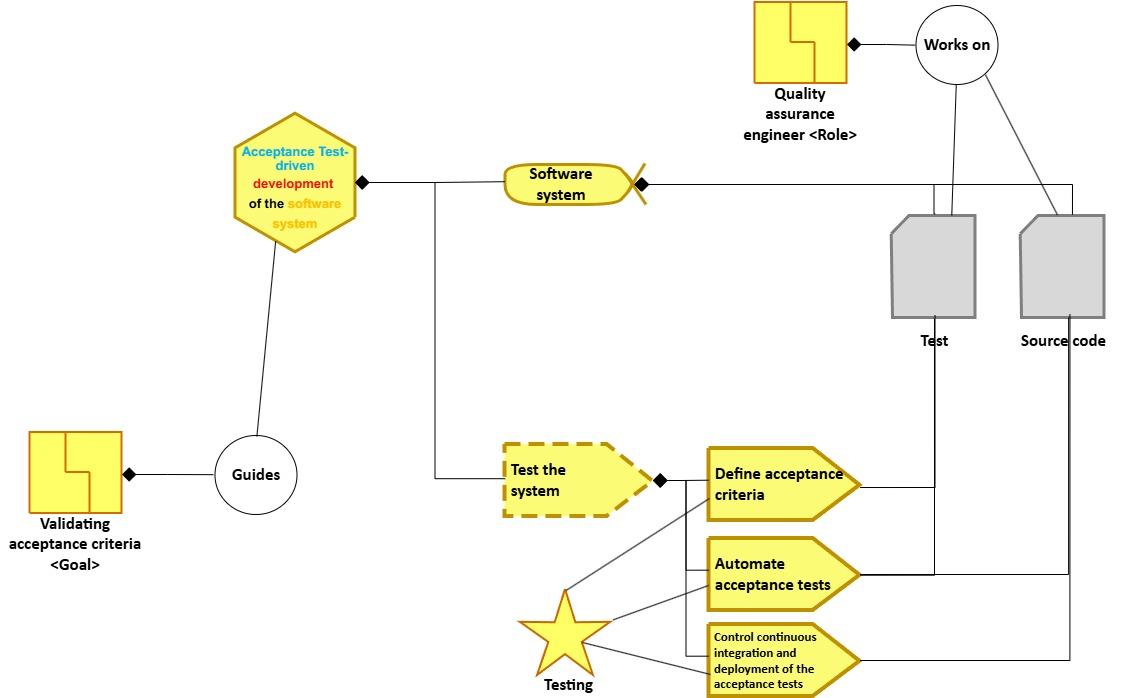 Works on
Quality
assurance
engineer <Role>
Acceptance Test-
driven
development
of the software
system
Software
system
Test
Source code
Guides
Validating
acceptance criteria
<Goal>
Test the
system
Define acceptance
criteria
Automate
acceptance tests
Control continuous
integration and
deployment of the
acceptance tests
Testing